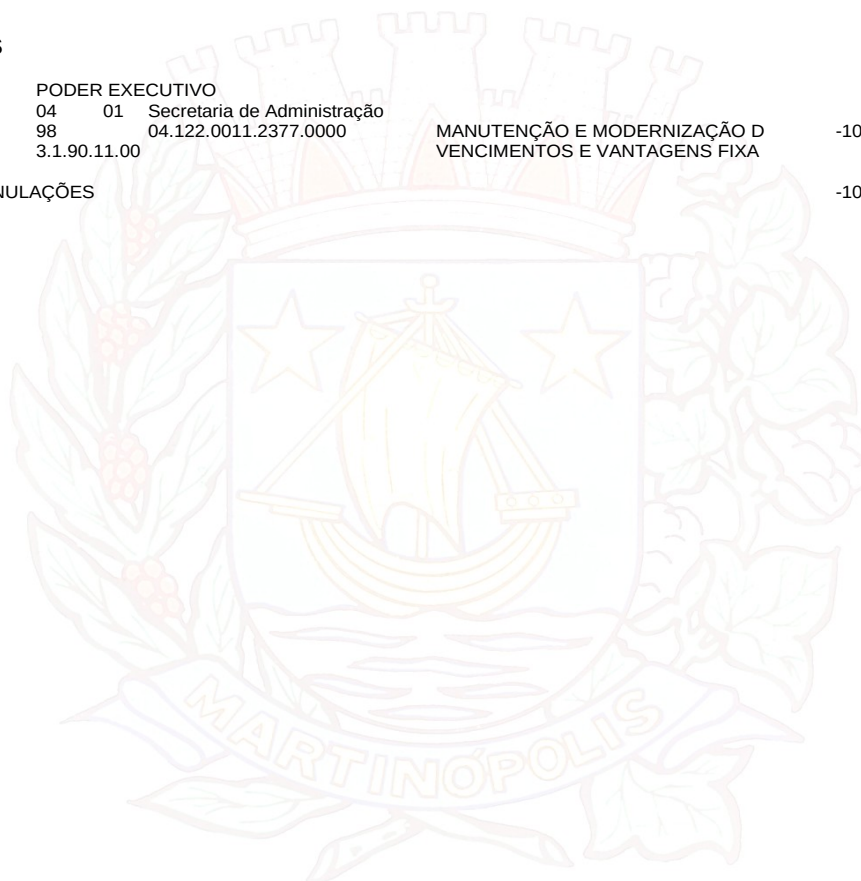 S
PODER EXECUTIVO
04 01 Secretaria de Administração
98 04.122.0011.2377.0000 MANUTENÇÃO E MODERNIZAÇÃO D -10
3.1.90.11.00 VENCIMENTOS E VANTAGENS FIXA
NULAÇÕES -10
MARTINÓPOLIS